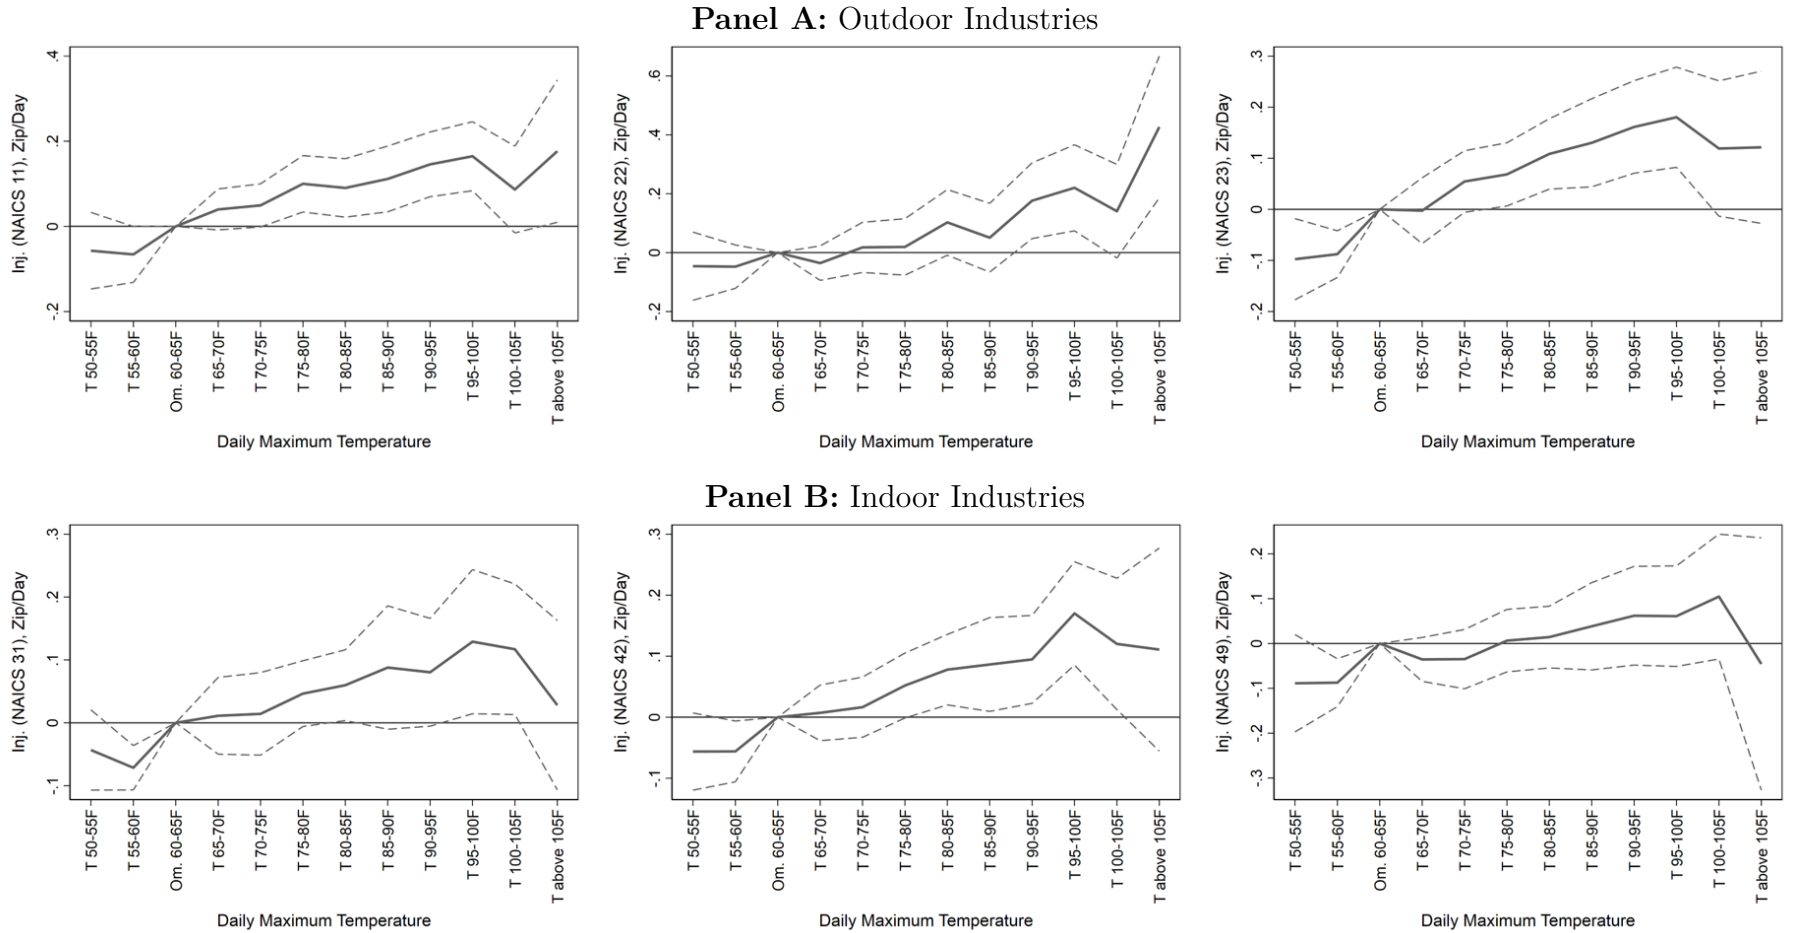 Panel A: Outdoor Industries
Inj. (NAICS 11), Zip/Day
.4
.2
0
-.2
T 50-55F
T 55-60F
Om. 60-65F
T 65-70F
T 70-75F
T 75-80F
T 80-85F
T 85-90F
T 90-95F
T 95-100F
T 100-105F
T above 105F
Daily Maximum Temperature
Inj. (NAICS 22), Zip/Day
.6
.4
.2
0
-.2
T 50-55F
T 55-60F
Om. 60-65F
T 65-70F
T 70-75F
T 75-80F
T 80-85F
T 85-90F
T 90-95F
T 95-100F
T 100-105F
T above 105F
Daily Maximum Temperature
Inj. (NAICS 23), Zip/Day
.3
.2
.1
0
-.1
-.2
T 50-55F
T 55-60F
Om. 60-65F
T 65-70F
T 70-75F
T 75-80F
T 80-85F
T 85-90F
T 90-95F
T 95-100F
T 100-105F
T above 105F
Daily Maximum Temperature
Panel B: Indoor Industries
Inj. (NAICS 31), Zip/Day
.3
.2
.1
0
-.1
T 50-55F
T 55-60F
Om. 60-65F
T 65-70F
T 70-75F
T 75-80F
T 80-85F
T 85-90F
T 90-95F
T 95-100F
T 100-105F
T above 105F
Daily Maximum Temperature
Inj. (NAICS 42), Zip/Day
.3
.2
.1
0
-.1
T 50-55F
T 55-60F
Om. 60-65F
T 65-70F
T 70-75F
T 75-80F
T 80-85F
T 85-90F
T 90-95F
T 95-100F
T 100-105F
T above 105F
Daily Maximum Temperature
Inj. (NAICS 49), Zip/Day
.2
.1
0
-.1
-.2
-.3
T 50-55F
T 55-60F
Om. 60-65F
T 65-70F
T 70-75F
T 75-80F
T 80-85F
T 85-90F
T 90-95F
T 95-100F
T 100-105F
T above 105F
Daily Maximum Temperature